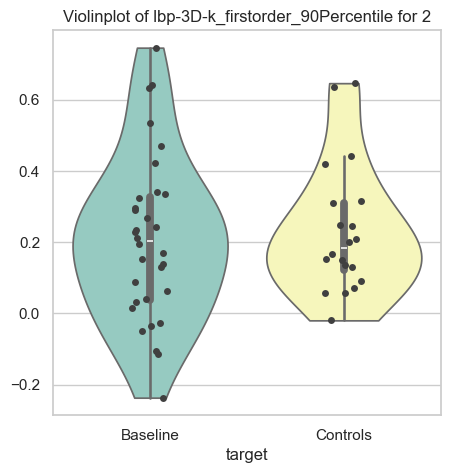 Violinplot of lbp-3D-k_firstorder_90Percentile for 2
0.6
0.4
0.2
0.0
−0.2
Baseline
Controls
target